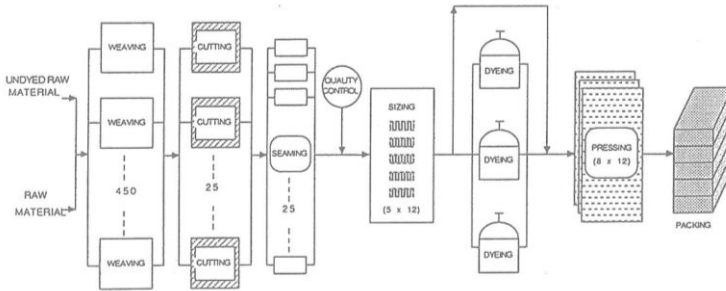 UNDYED RAW
MATERIAL
RAW
MATERIAL
WEAVING
WEAVING
450
WEAVING
CUTTING
CUTTING
25
CUTTING
SEAMING
25
QUALITY
CONTROL
SIZING
(5 x 12)
DYEING
DYEING
DYEING
PRESSING
(8 x 12)
PACKING